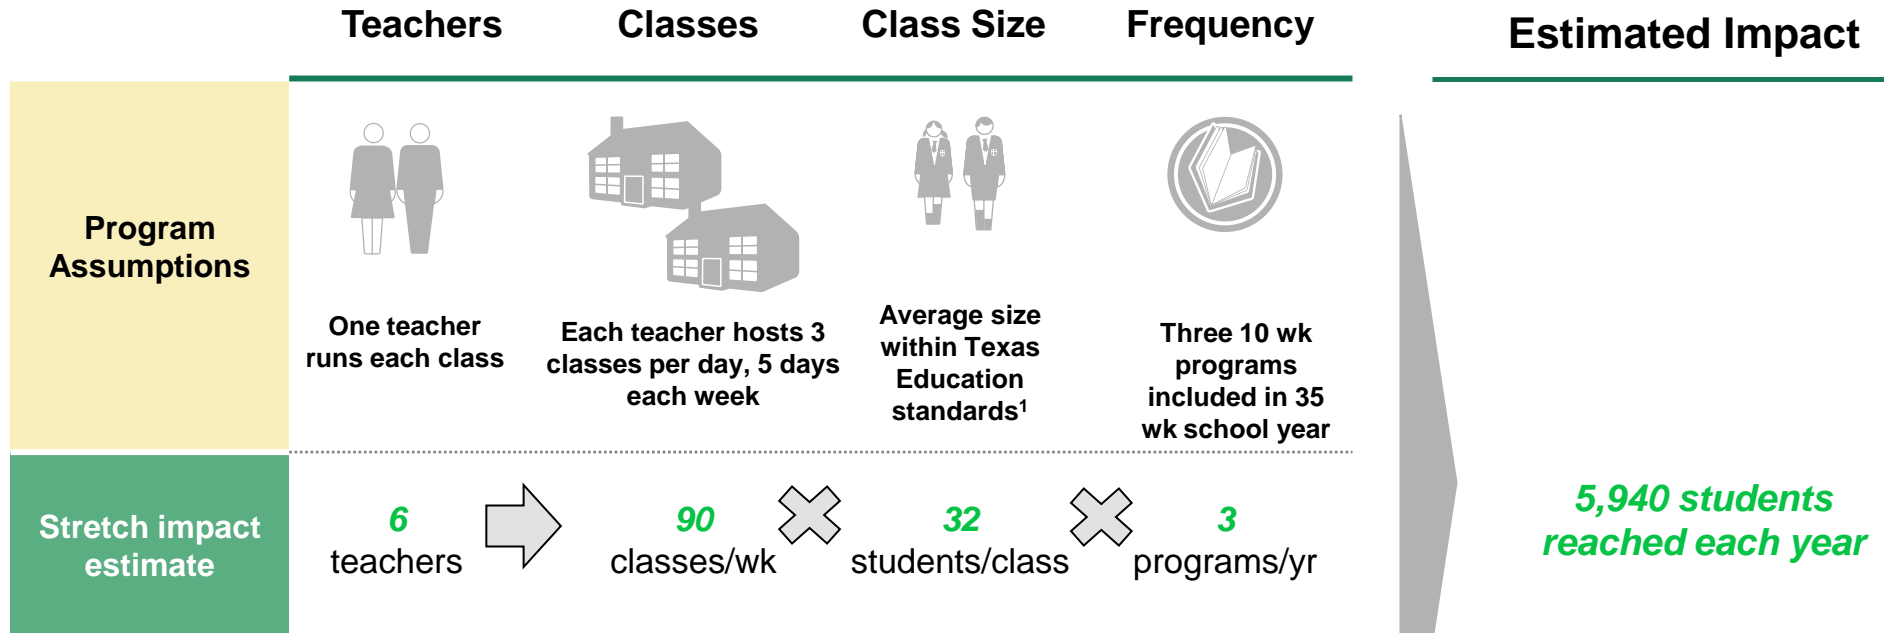 Teachers
Classes
Class Size
Frequency
Estimated Impact
Program
Assumptions
One teacher
runs each class
Each teacher hosts 3
classes per day, 5 days
each week
Average size
within Texas
Education
standards¹
Three 10 wk
programs
included in 35
wk school year
Stretch impact
estimate
6
teachers
90
classes/wk
32
students/class
3
programs/yr
5,940 students
reached each year